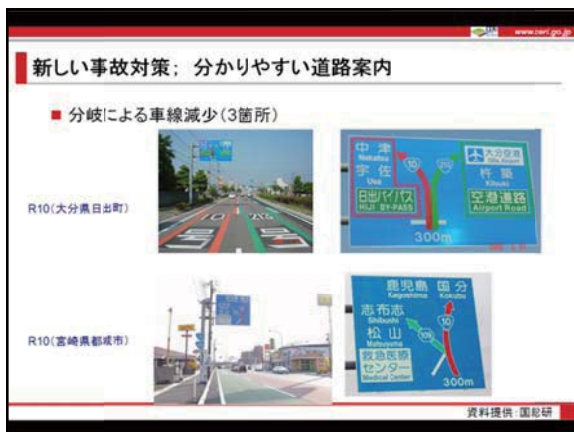 www.ceri.go.jp
新しい事故対策； 分かりやすい道路案内
■ 分岐による車線減少（3箇所）
R10（大分県日出町）
中津
Nakatsu
宇佐
Usa
日出バイパス
HIJI BY-PASS
10
213
大分空港
Oita Airport
杵築
Kitsuki
空港道路
Airport Road
300m
R10（宮崎県都城市）
鹿児島 国分
Kagoshima Kokubu
志布志
Shibushi
松山
Matsuyama
救急医療
センター
Medical Center
10
109
300m
資料提供：国総研